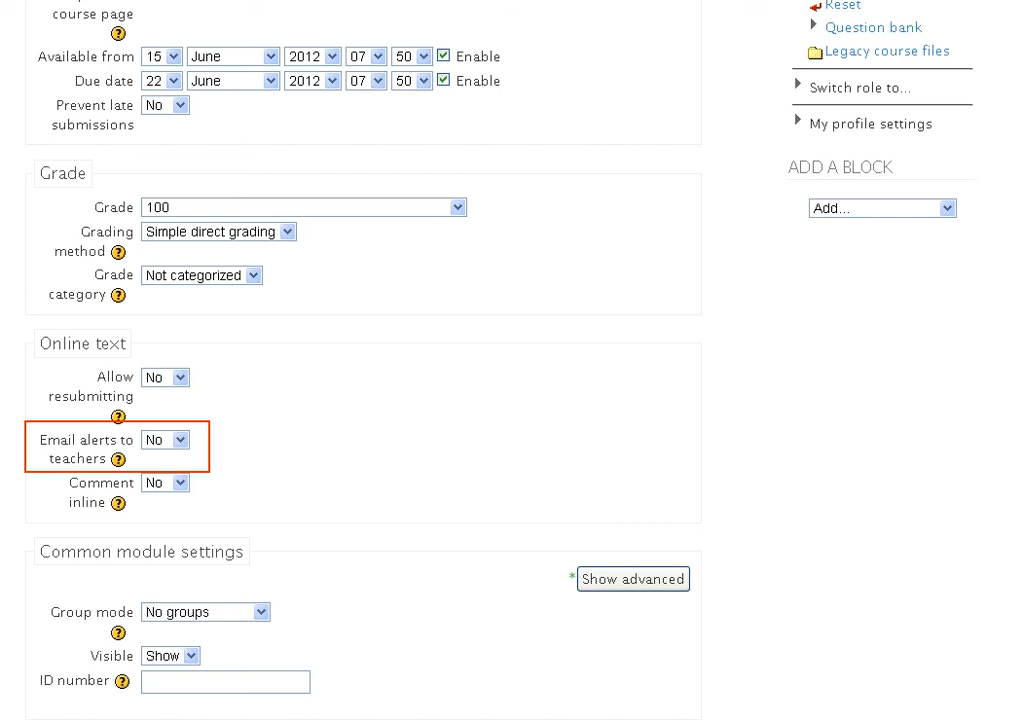 course page
Available from 15 June 2012 07 50 Enable
Due date 22 June 2012 07 50 Enable
Prevent late No
submissions
Grade
Grade 100
Grading Simple direct grading
method
Grade Not categorized
category
Online text
Allow No
resubmitting
Email alerts to No
teachers
Comment No
inline
Common module settings
* Show advanced
Group mode No groups
Visible Show
ID number
Reset
Question bank
Legacy course files
Switch role to...
My profile settings
ADD A BLOCK
Add...